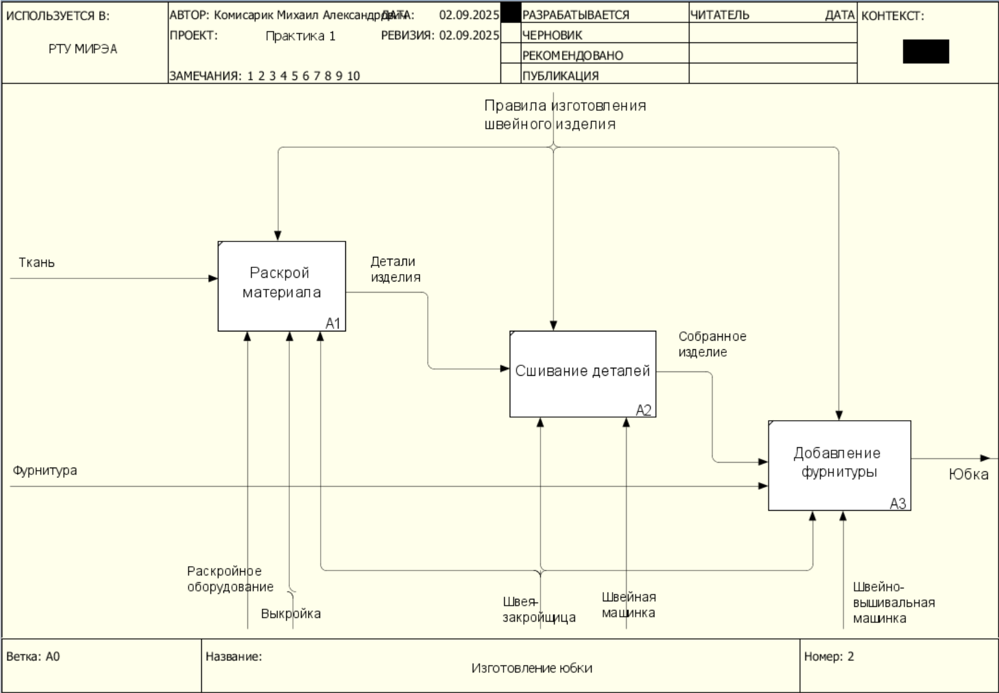 ИСПОЛЬЗУЕТСЯ В:
РТУ МИРЭА
АВТОР: Комисарик Михаил Александрович
ДАТА: 02.09.2025
ПРОЕКТ: Практика 1
РЕВИЗИЯ: 02.09.2025
ЗАМЕЧАНИЯ: 1 2 3 4 5 6 7 8 9 10
РАЗРАБАТЫВАЕТСЯ
ЧЕРНОВИК
РЕКОМЕНДОВАНО
ПУБЛИКАЦИЯ
ЧИТАТЕЛЬ
ДАТА
КОНТЕКСТ:
Правила изготовления
швейного изделия
Ткань
Раскрой
материала
A1
Детали
изделия
Сшивание деталей
A2
Собранное
изделие
Фурнитура
Добавление
фурнитуры
A3
Юбка
Раскройное
оборудование
Выкройка
Швея-
закройщица
Швейная
машинка
Швейно-
вышивальная
машинка
Ветка: A0
Название:
Изготовление юбки
Номер: 2